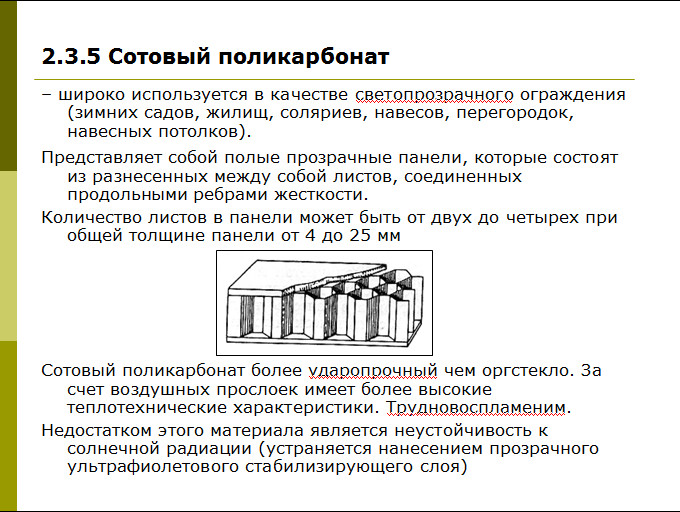 2.3.5 Сотовый поликарбонат
– широко используется в качестве светопрозрачного ограждения
(зимних садов, жилищ, соляриев, навесов, перегородок,
навесных потолков).
Представляет собой полые прозрачные панели, которые состоят
из разнесенных между собой листов, соединенных
продольными ребрами жесткости.
Количество листов в панели может быть от двух до четырех при
общей толщине панели от 4 до 25 мм
Сотовый поликарбонат более ударопрочный чем оргстекло. За
счет воздушных прослоек имеет более высокие
теплотехнические характеристики. Трудновоспламеним.
Недостатком этого материала является неустойчивость к
солнечной радиации (устраняется нанесением прозрачного
ультрафиолетового стабилизирующего слоя)